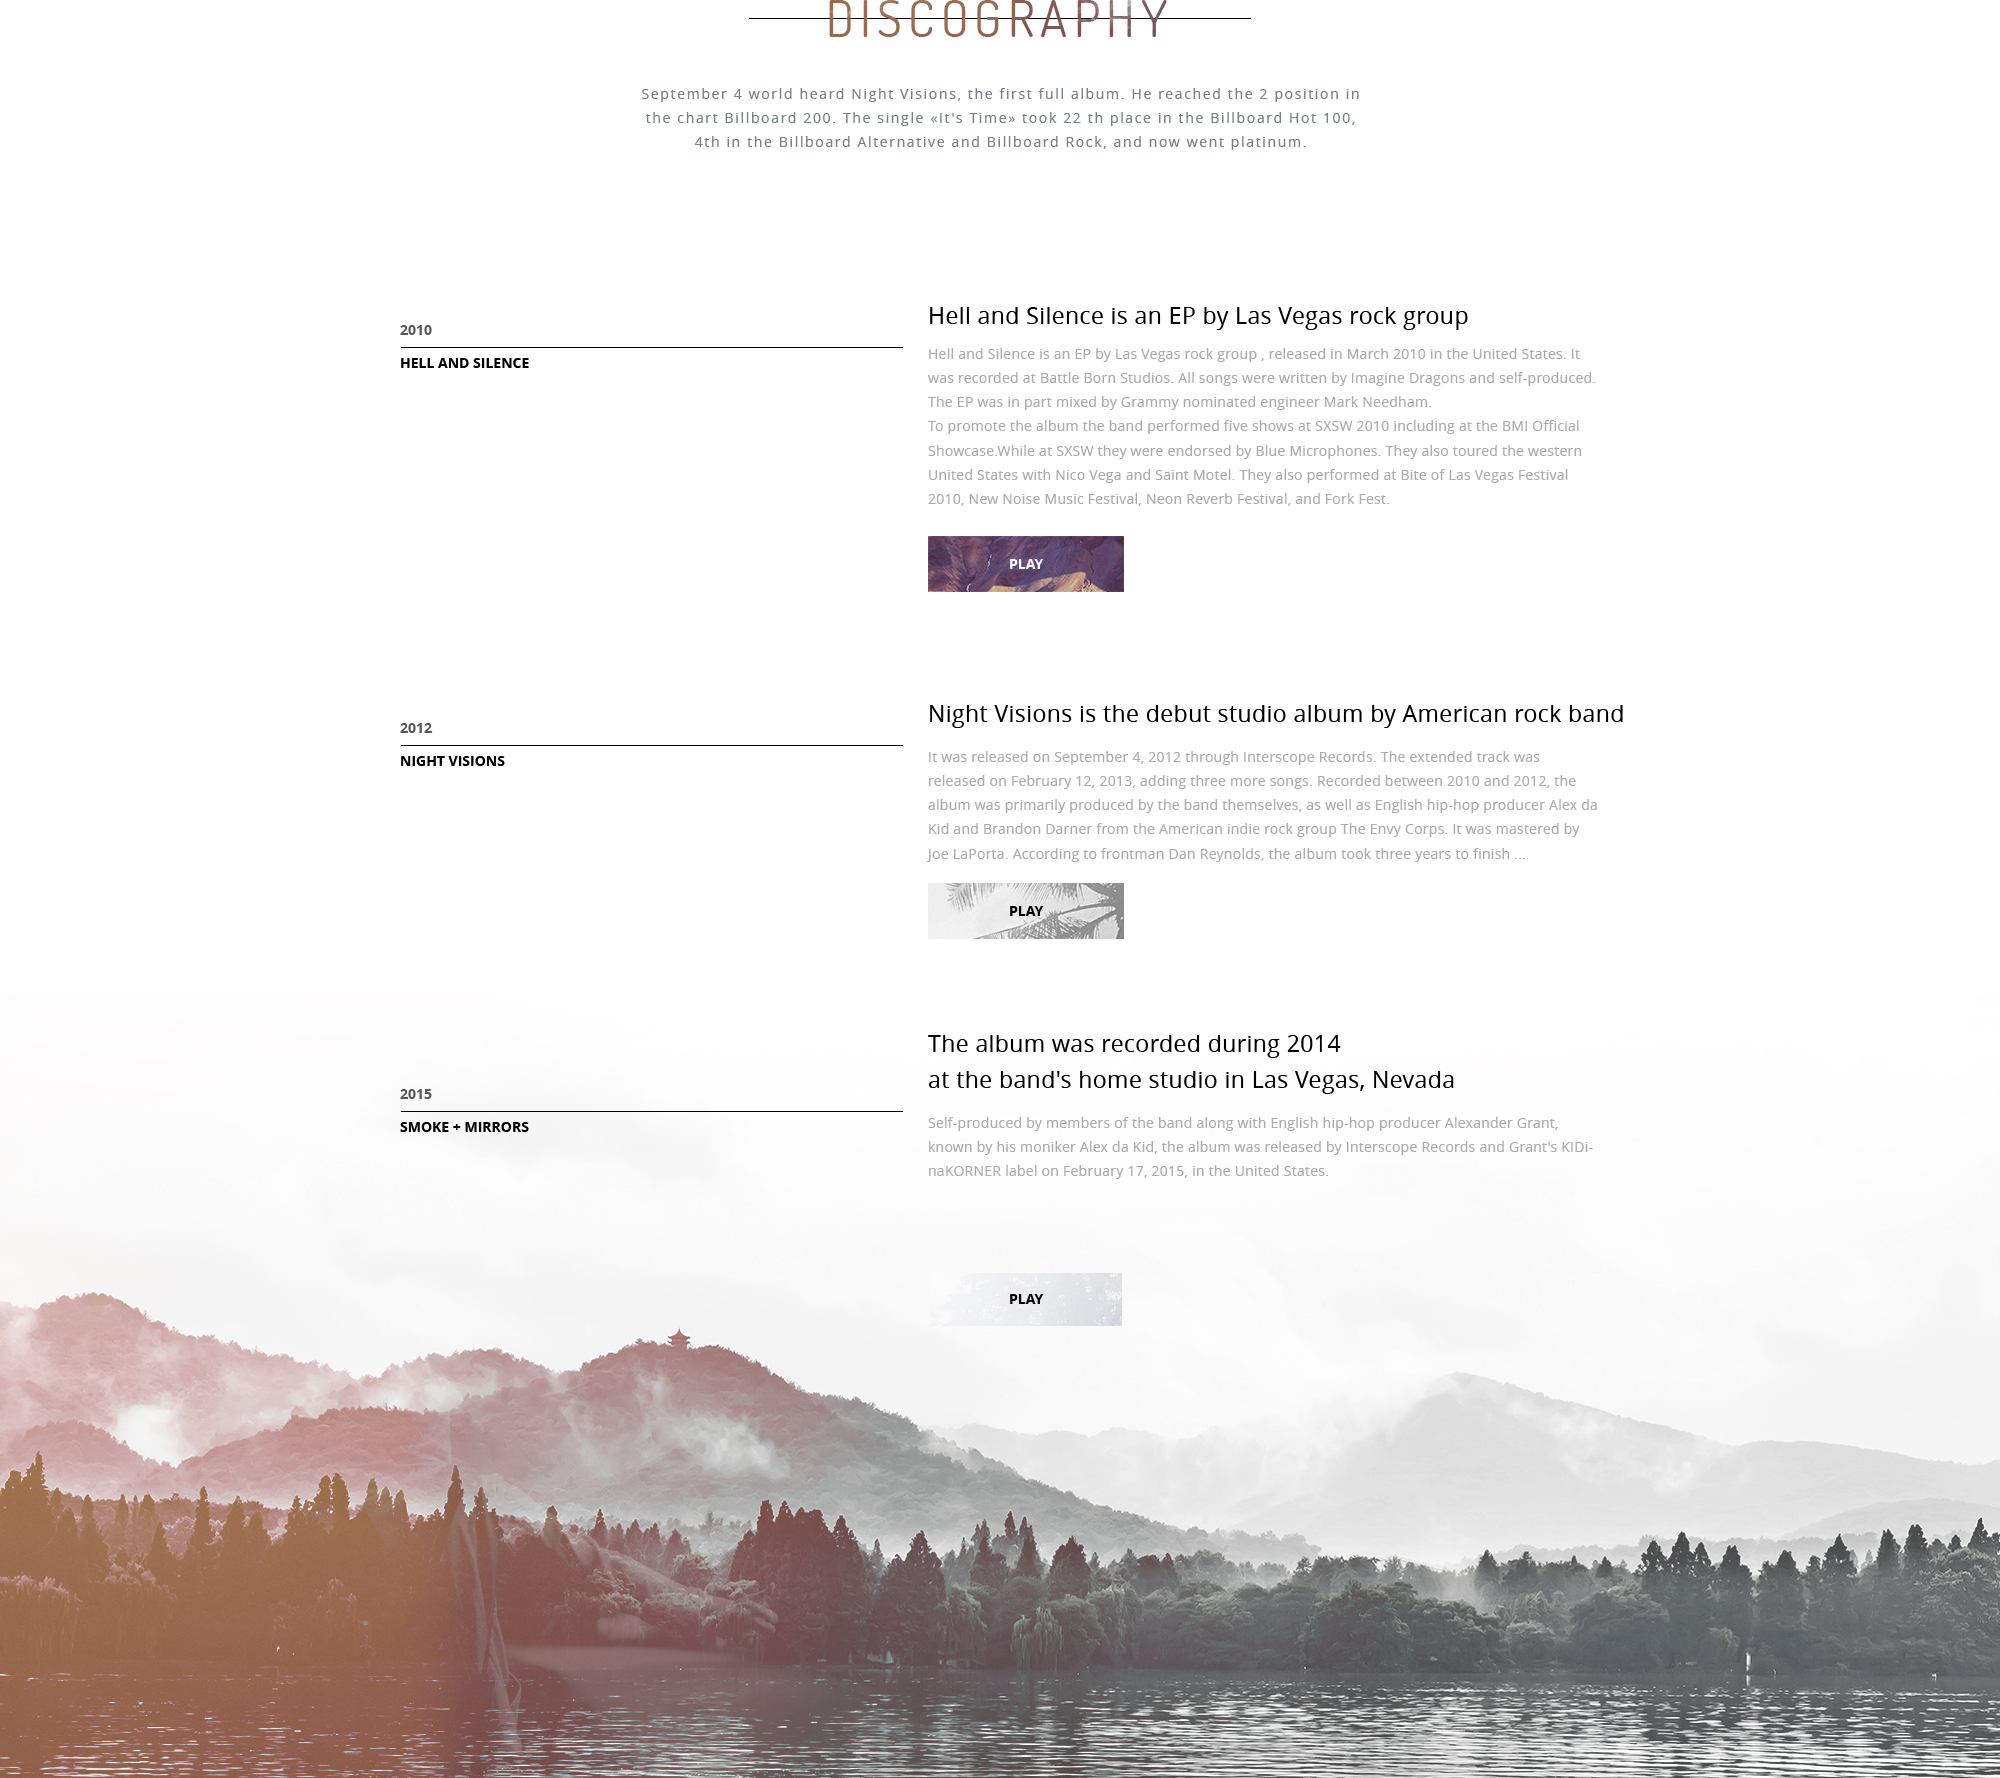 DISCOGRAPHY
September 4 world heard Night Visions, the first full album. He reached the 2 position in
the chart Billboard 200. The single «It's Time» took 22 th place in the Billboard Hot 100,
4th in the Billboard Alternative and Billboard Rock, and now went platinum.
2010
HELL AND SILENCE
Hell and Silence is an EP by Las Vegas rock group
Hell and Silence is an EP by Las Vegas rock group , released in March 2010 in the United States. It
was recorded at Battle Born Studios. All songs were written by Imagine Dragons and self-produced.
The EP was in part mixed by Grammy nominated engineer Mark Needham.
To promote the album the band performed five shows at SXSW 2010 including at the BMI Official
Showcase.While at SXSW they were endorsed by Blue Microphones. They also toured the western
United States with Nico Vega and Saint Motel. They also performed at Bite of Las Vegas Festival
2010, New Noise Music Festival, Neon Reverb Festival, and Fork Fest.
PLAY
2012
NIGHT VISIONS
Night Visions is the debut studio album by American rock band
It was released on September 4, 2012 through Interscope Records. The extended track was
released on February 12, 2013, adding three more songs. Recorded between 2010 and 2012, the
album was primarily produced by the band themselves, as well as English hip-hop producer Alex da
Kid and Brandon Darner from the American indie rock group The Envy Corps. It was mastered by
Joe LaPorta. According to frontman Dan Reynolds, the album took three years to finish ...
PLAY
2015
SMOKE + MIRRORS
The album was recorded during 2014
at the band's home studio in Las Vegas, Nevada
Self-produced by members of the band along with English hip-hop producer Alexander Grant,
known by his moniker Alex da Kid, the album was released by Interscope Records and Grant's KIDi-
naKORNER label on February 17, 2015, in the United States.
PLAY